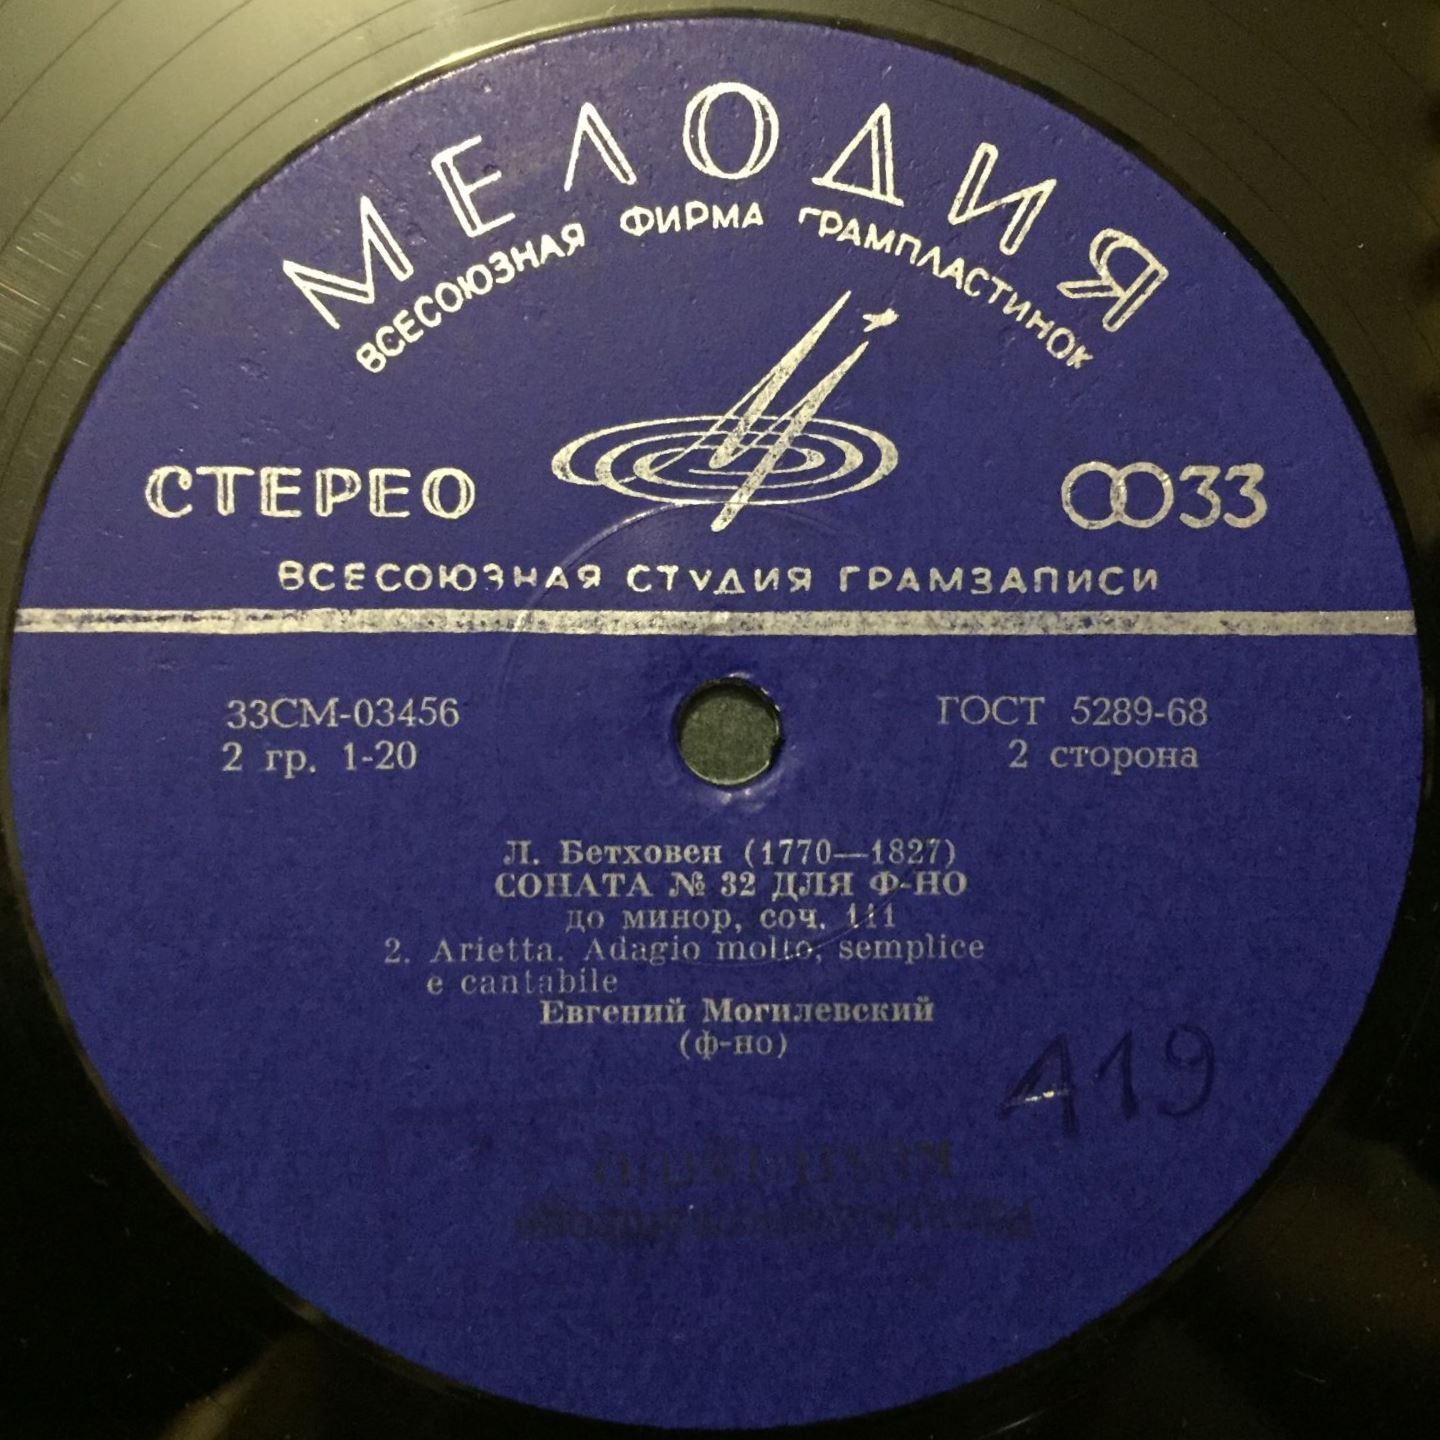 МЕЛОДИЯ
ВСЕСОЮЗНАЯ ФИРМА ГРАМПЛАСТИНОК
СТЕРЕО
33
ВСЕСОЮЗНАЯ СТУДИЯ ГРАМЗАПИСИ
33СМ-03456
ГОСТ 5289-68
2 гр. 1-20
2 сторона
Л. Бетховен (1770—1827)
СОНАТА № 32 ДЛЯ Ф-НО
до минор, соч. 111
2. Arietta. Adagio molto, semplice
e cantabile
Евгений Могилевский
(ф-но)
А19